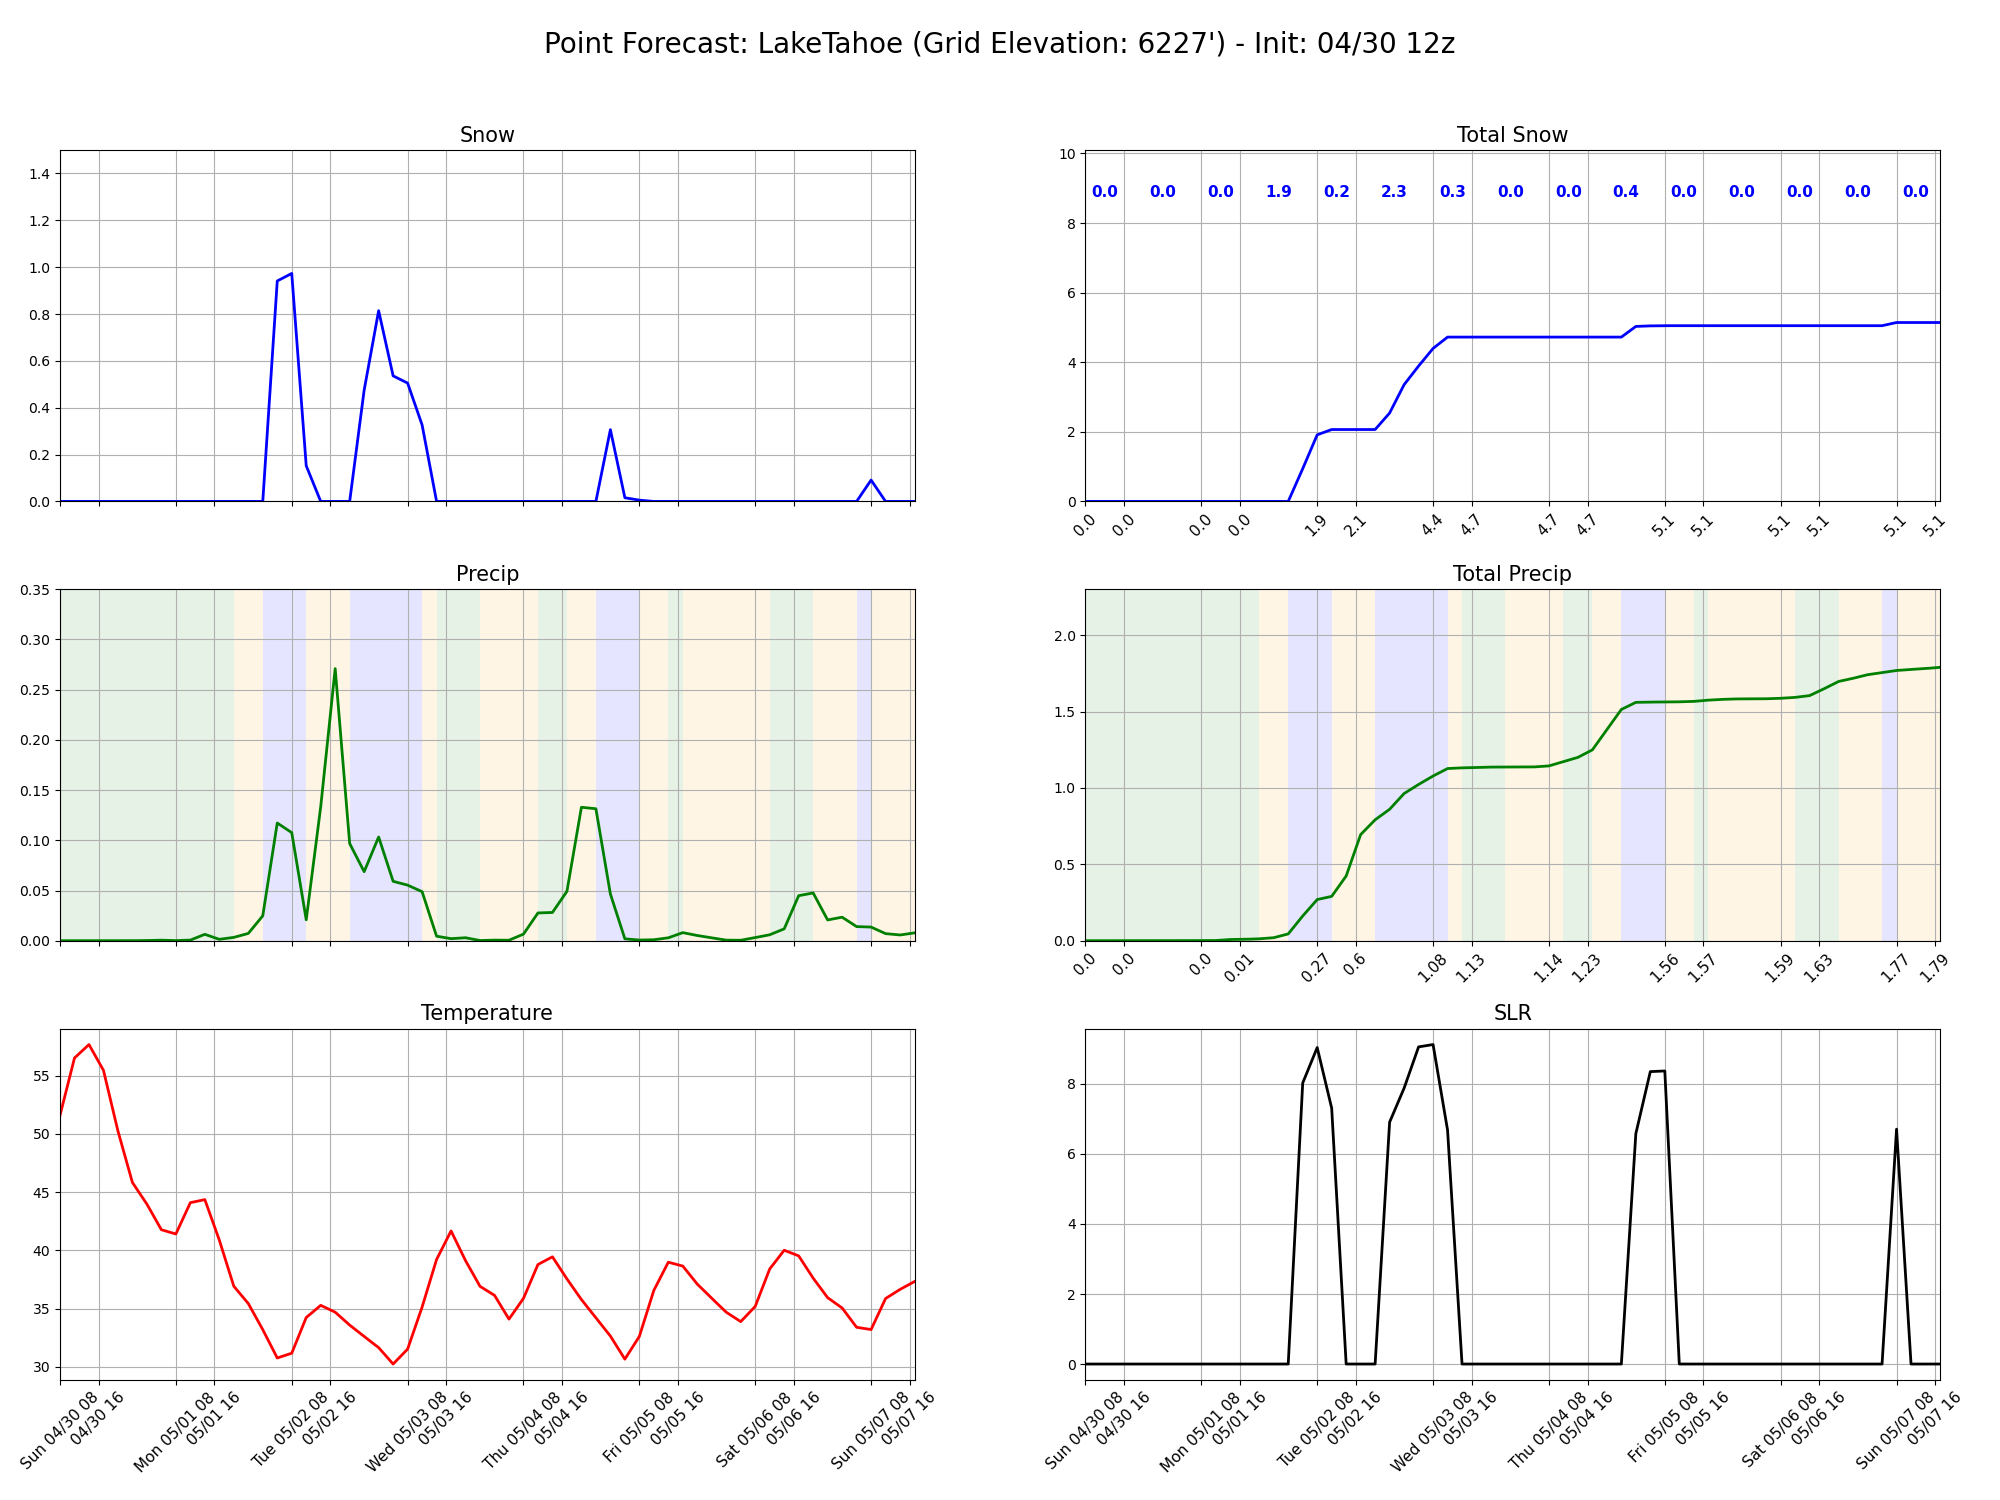 Point Forecast: LakeTahoe (Grid Elevation: 6227') - Init: 04/30 12z
Snow
1.4
1.2
1.0
0.8
0.6
0.4
0.2
0.0
Total Snow
10
8
6
4
2
0
0.0 0.0 0.0 1.9 0.2 2.3 0.3 0.0 0.0 0.4 0.0 0.0 0.0 0.0 0.0
0.0 0.0 0.0 0.0 1.9 2.1 4.4 4.7 4.7 4.7 5.1 5.1 5.1 5.1 5.1 5.1
Precip
0.35
0.30
0.25
0.20
0.15
0.10
0.05
0.00
Total Precip
2.0
1.5
1.0
0.5
0.0
0.0 0.0 0.0 0.01 0.27 0.6 1.08 1.13 1.14 1.23 1.56 1.57 1.59 1.63 1.77 1.79
Temperature
55
50
45
40
35
30
Sun 04/30 08
04/30 16
Mon 05/01 08
05/01 16
Tue 05/02 08
05/02 16
Wed 05/03 08
05/03 16
Thu 05/04 08
05/04 16
Fri 05/05 08
05/05 16
Sat 05/06 08
05/06 16
Sun 05/07 08
05/07 16
SLR
8
6
4
2
0
Sun 04/30 08
04/30 16
Mon 05/01 08
05/01 16
Tue 05/02 08
05/02 16
Wed 05/03 08
05/03 16
Thu 05/04 08
05/04 16
Fri 05/05 08
05/05 16
Sat 05/06 08
05/06 16
Sun 05/07 08
05/07 16